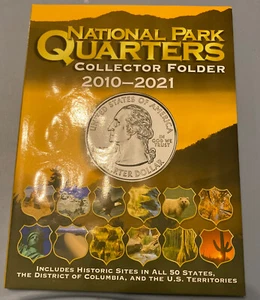 NATIONAL PARK
QUARTERS
COLLECTOR FOLDER
2010–2021
UNITED STATES OF AMERICA
LIBERTY
IN
GOD WE
TRUST
QUARTER DOLLAR
INCLUDES HISTORIC SITES IN ALL 50 STATES,
THE DISTRICT OF COLUMBIA, AND THE U.S. TERRITORIES